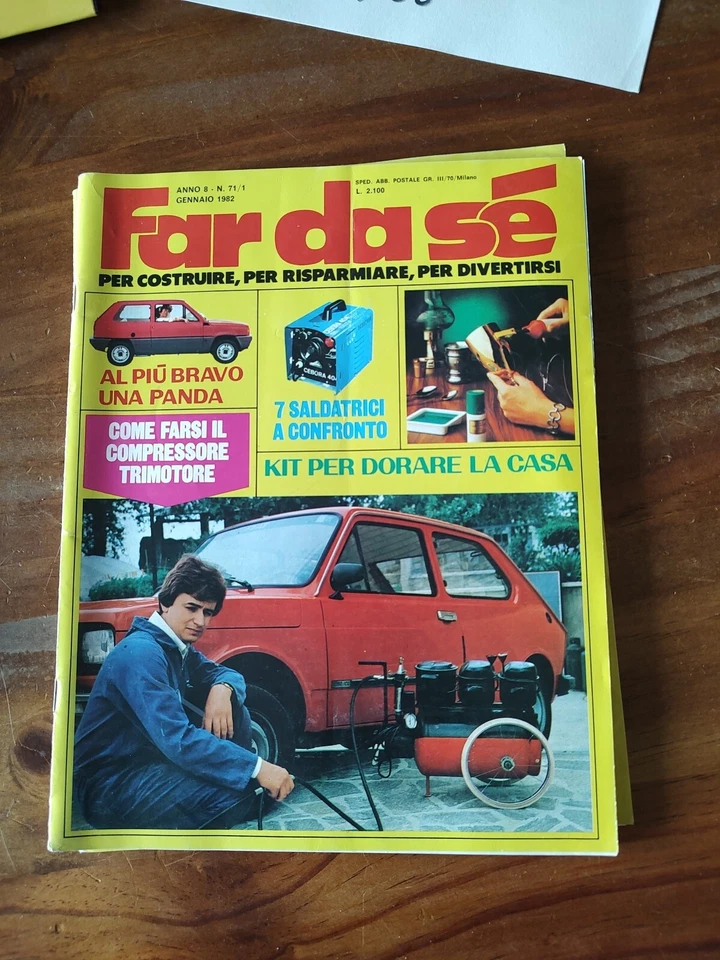 ANNO 8 - N. 71/1
GENNAIO 1982
SPED. ABB. POSTALE GR. III/70/Milano
L. 2.100
Far da sé
PER COSTRUIRE, PER RISPARMIARE, PER DIVERTIRSI
AL PIÚ BRAVO
UNA PANDA
COME FARSI IL
COMPRESSORE
TRIMOTORE
CEBORA
7 SALDATRICI
A CONFRONTO
KIT PER DORARE LA CASA